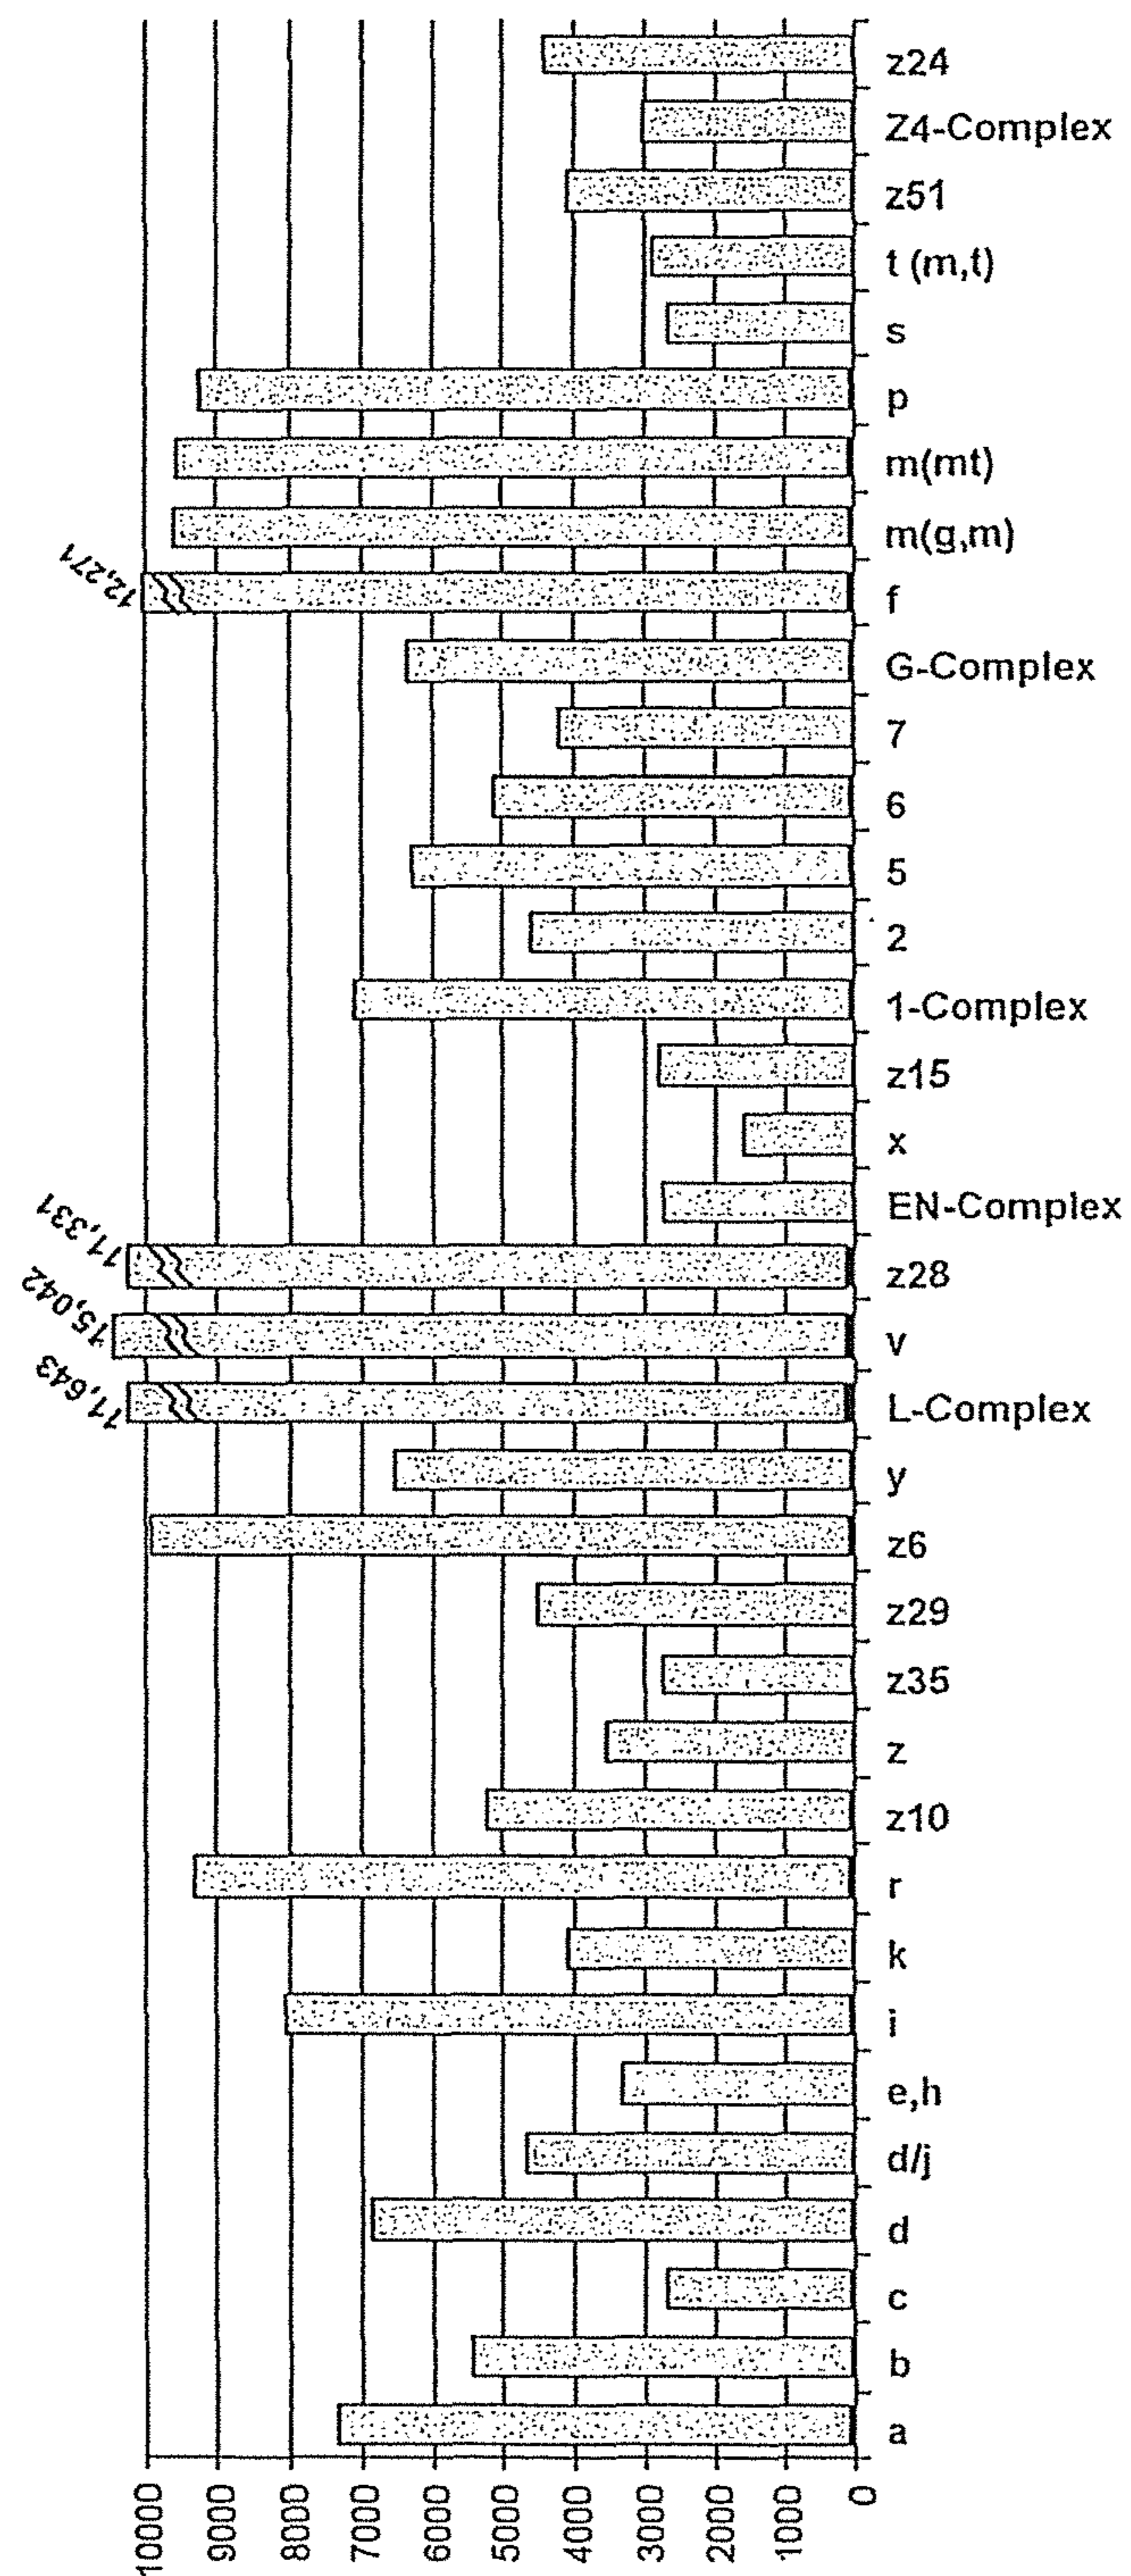 z24
Z4-Complex
z51
t (m,t)
s
p
m(mt)
m(g,m)
12,271
f
G-Complex
7
6
5
2
1-Complex
z15
x
EN-Complex
11,331
z28
15,042
v
11,643
L-Complex
y
z6
z29
z35
z
z10
r
k
i
e,h
d/j
d
c
b
a
10000
9000
8000
7000
6000
5000
4000
3000
2000
1000
0